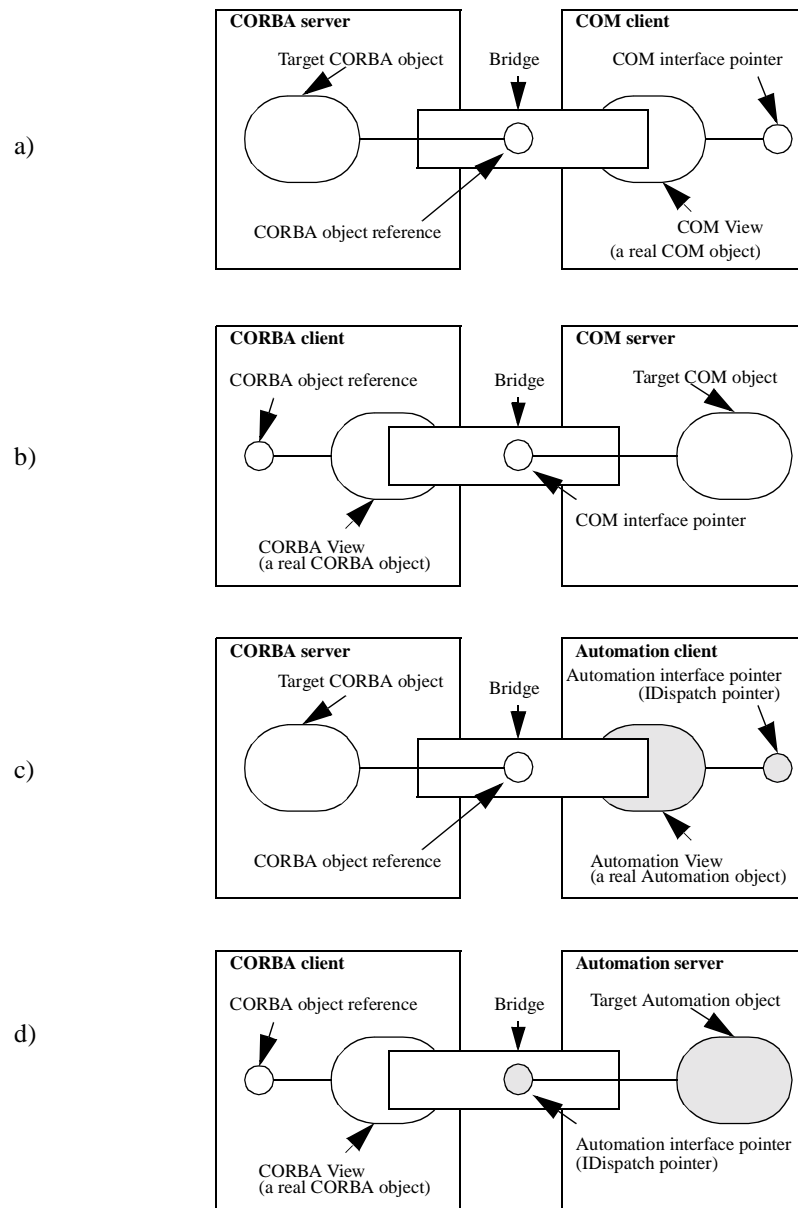 a)
CORBA server
Target CORBA object
Bridge
COM client
COM interface pointer
CORBA object reference
COM View
(a real COM object)
b)
CORBA client
CORBA object reference
Bridge
COM server
Target COM object
CORBA View
(a real CORBA object)
COM interface pointer
c)
CORBA server
Target CORBA object
Bridge
Automation client
Automation interface pointer
(IDispatch pointer)
CORBA object reference
Automation View
(a real Automation object)
d)
CORBA client
CORBA object reference
Bridge
Automation server
Target Automation object
CORBA View
(a real CORBA object)
Automation interface pointer
(IDispatch pointer)